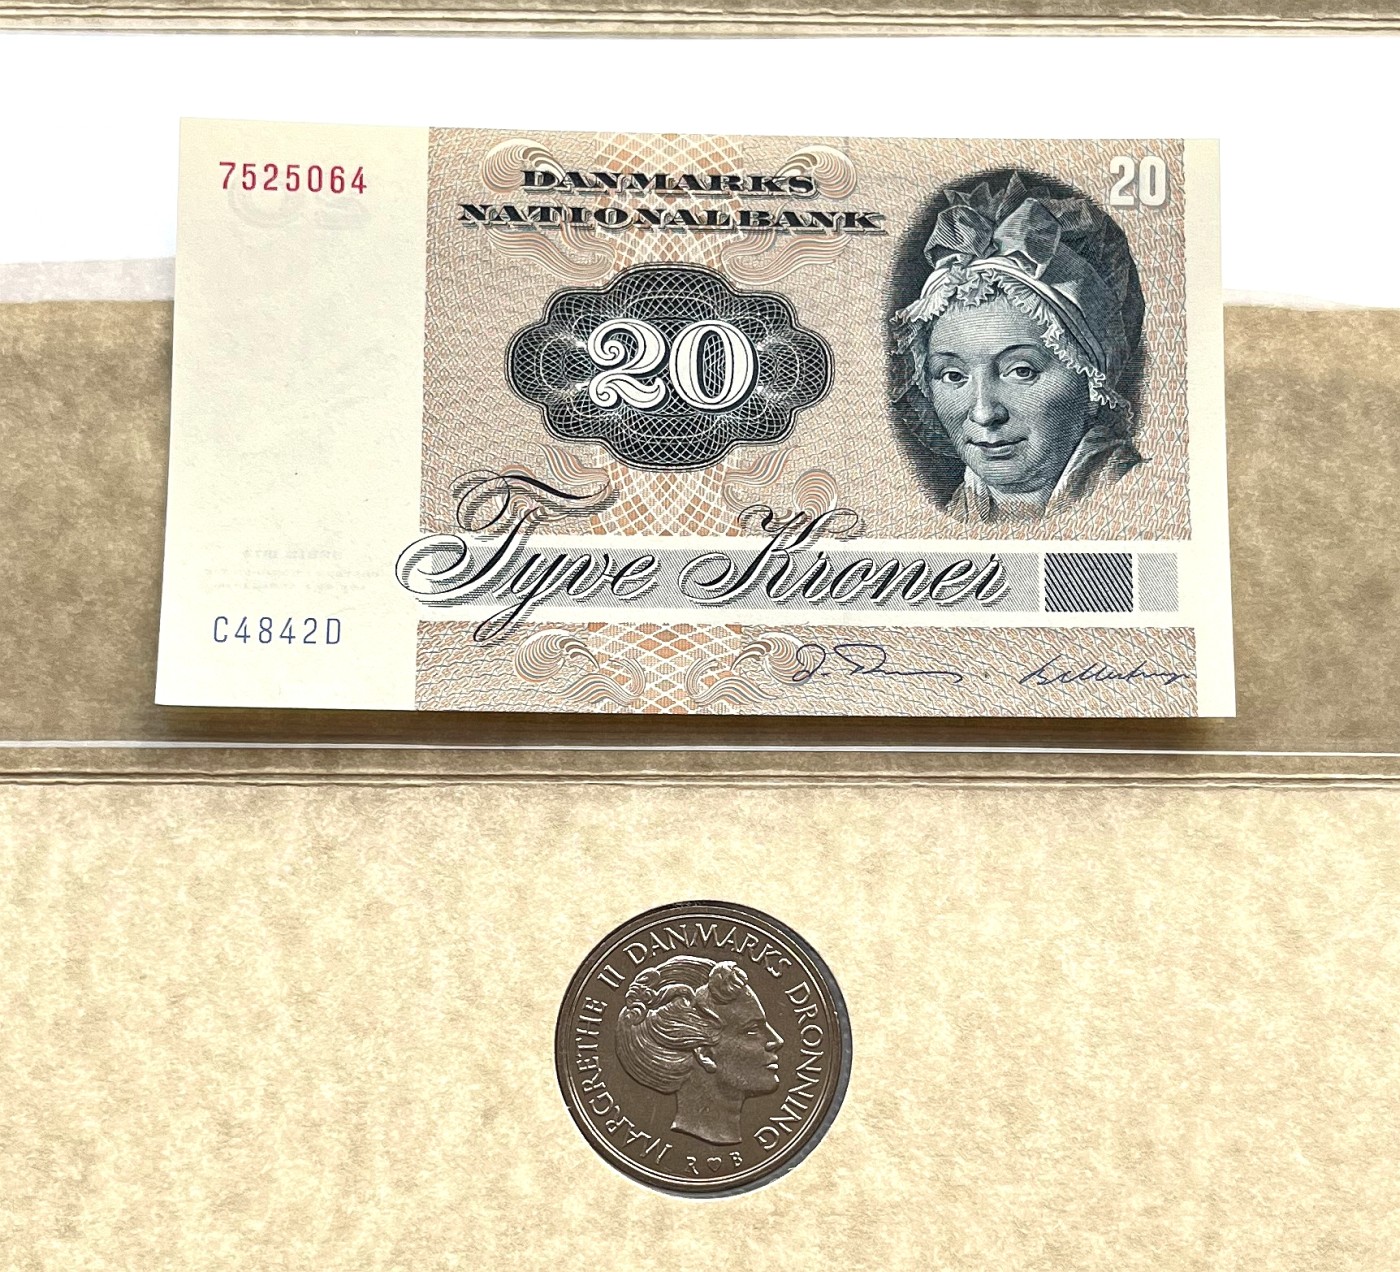 7525064
DANMARKS
NATIONALBANK
20
20
Tyve Kroner
C4842D
MARGRETHE II DANMARKS DRONNING
R ♥ B